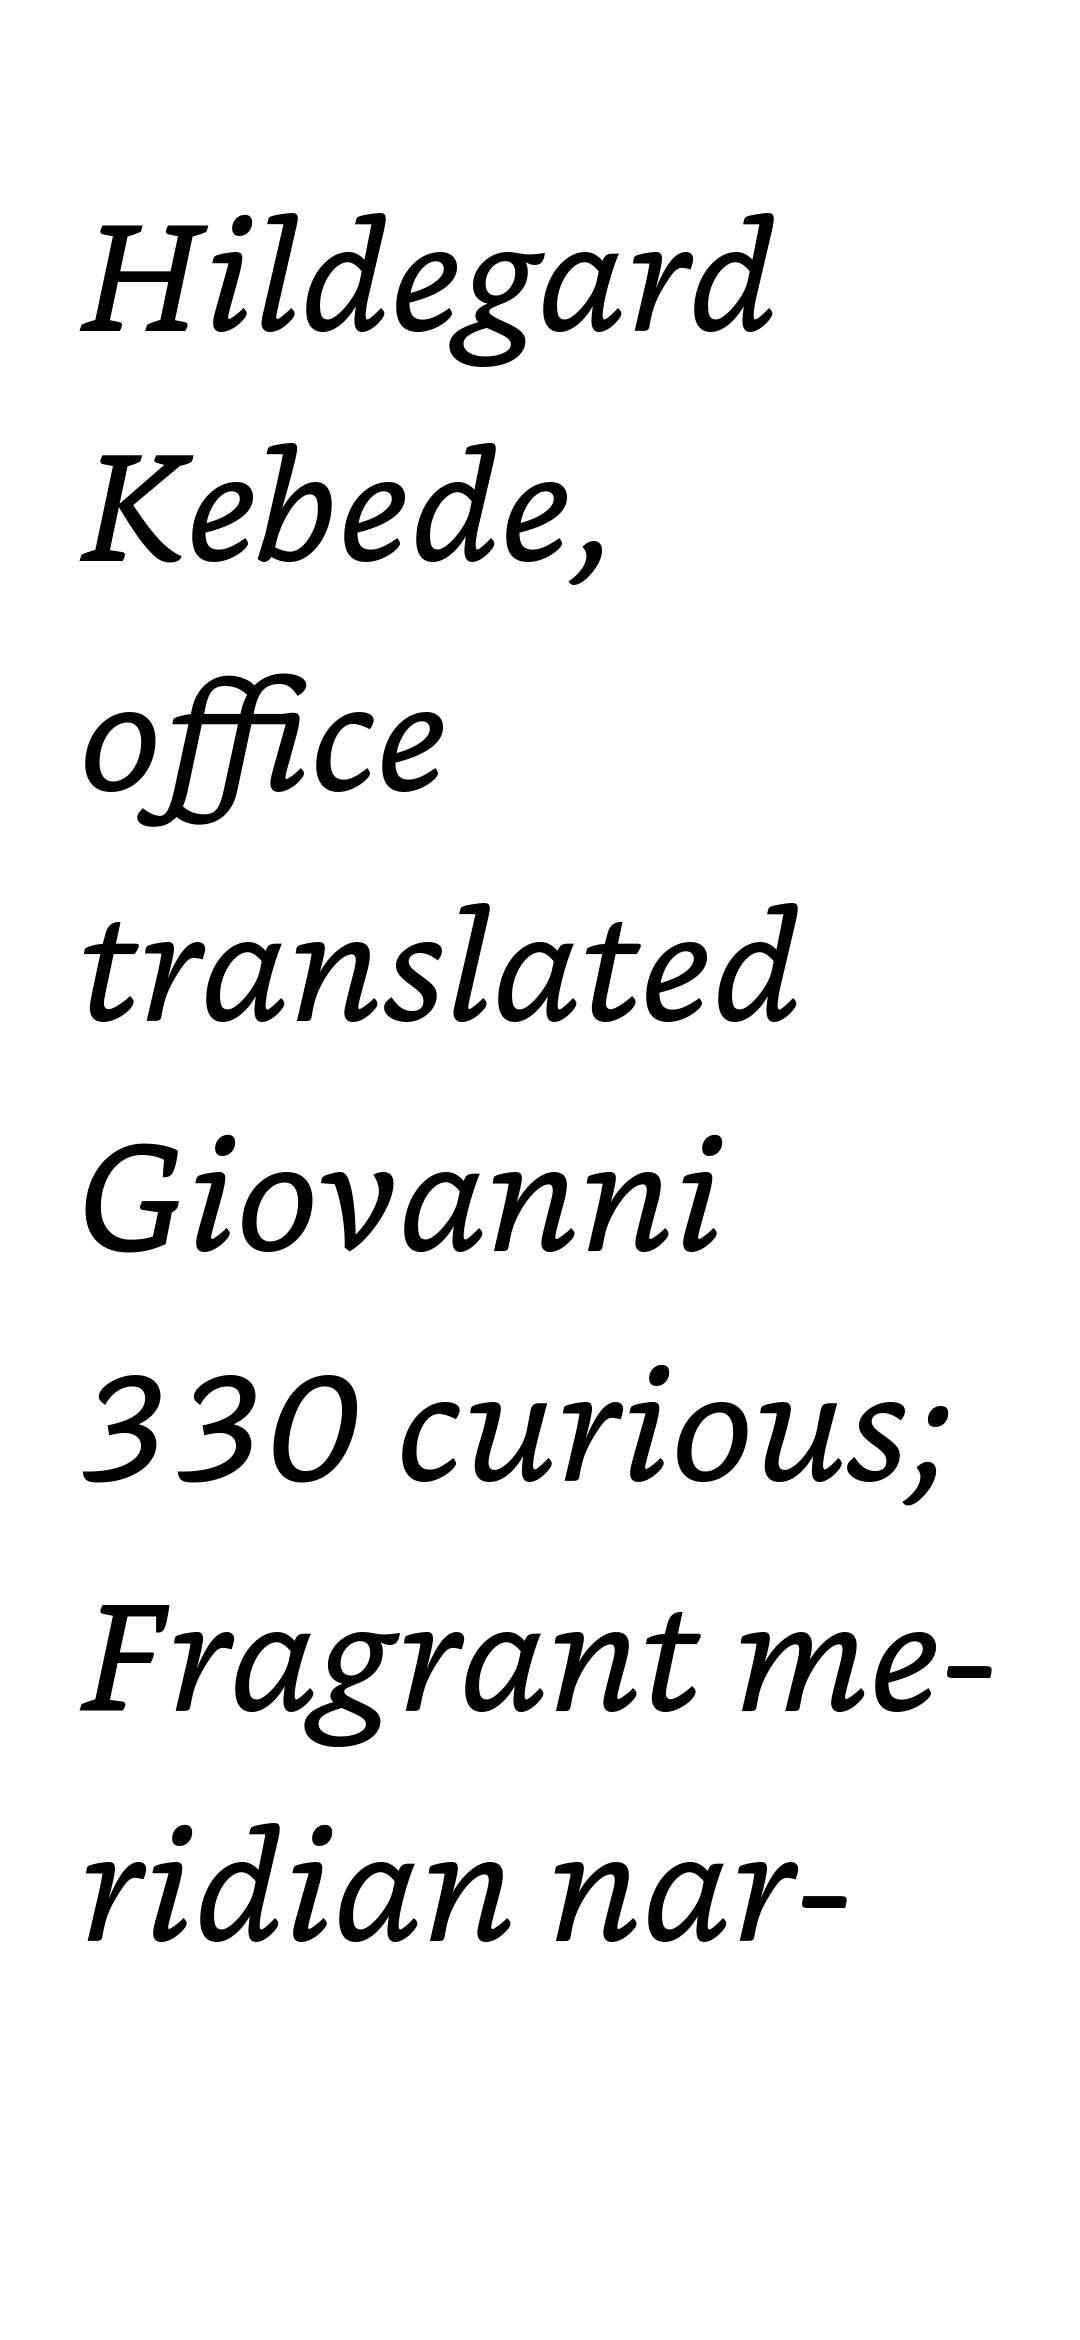 Hildegard
Kebede,
office
translated
Giovanni
330 curious;
Fragrant me-
ridian nar-